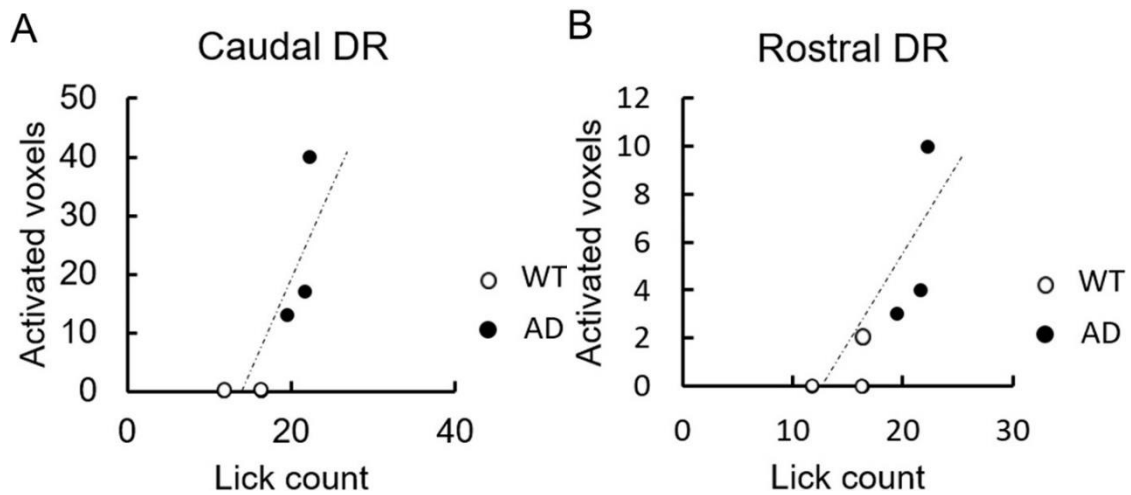 A
Caudal DR
Activated voxels
50
40
30
20
10
0
0 20 40
Lick count
WT
AD
B
Rostral DR
Activated voxels
12
10
8
6
4
2
0
0 10 20 30
Lick count
WT
AD